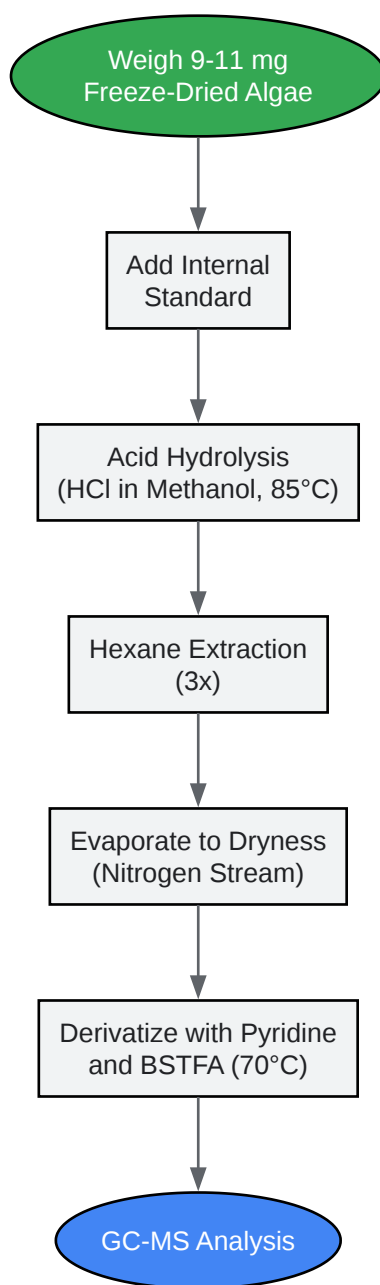 Weigh 9-11 mg
Freeze-Dried Algae
Add Internal
Standard
Acid Hydrolysis
(HCl in Methanol, 85°C)
Hexane Extraction
(3x)
Evaporate to Dryness
(Nitrogen Stream)
Derivatize with Pyridine
and BSTFA (70°C)
GC-MS Analysis